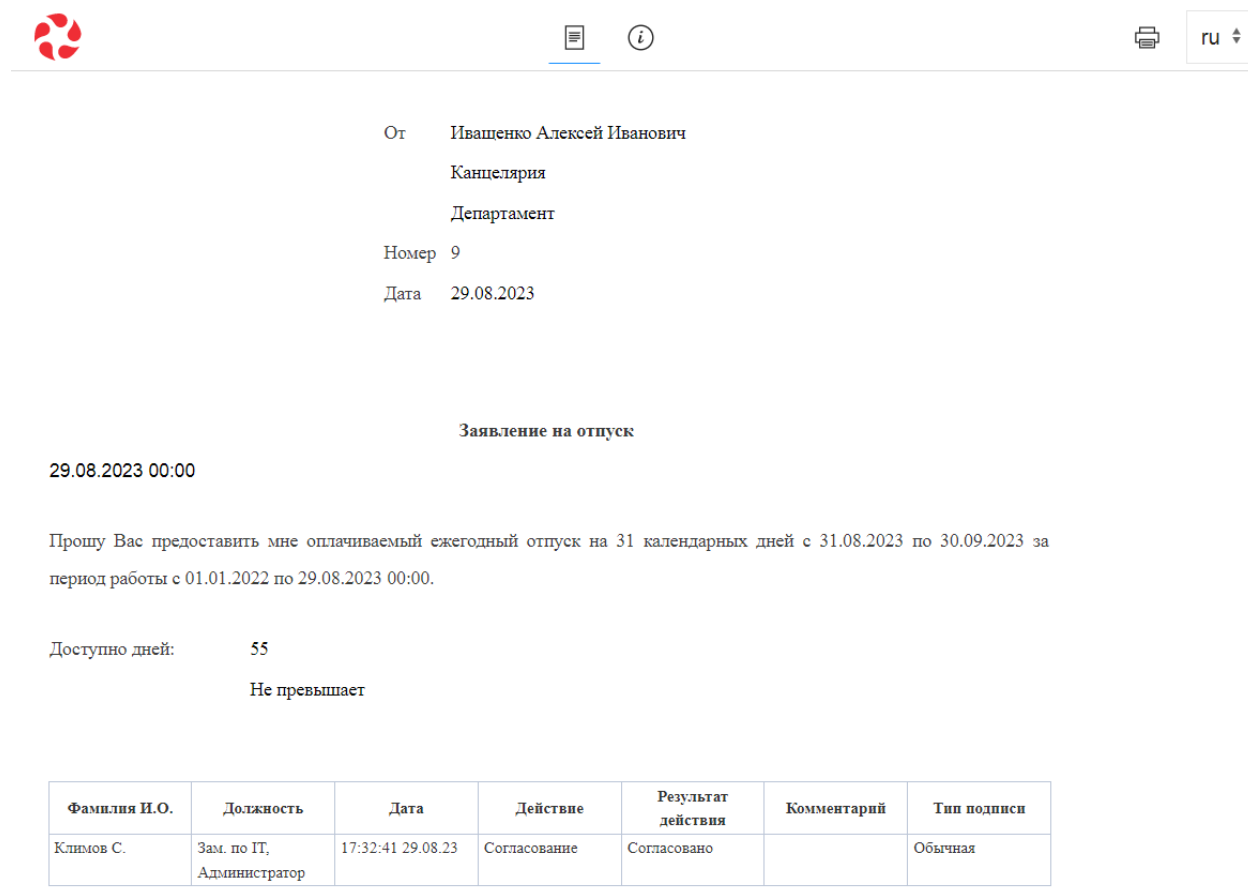 i
ru
От Иващенко Алексей Иванович
Канцелярия
Департамент
Номер 9
Дата 29.08.2023
Заявление на отпуск
29.08.2023 00:00
Прошу Вас предоставить мне оплачиваемый ежегодный отпуск на 31 календарных дней с 31.08.2023 по 30.09.2023 за
период работы с 01.01.2022 по 29.08.2023 00:00.
Доступно дней: 55
Не превышает
Фамилия И.О. Должность Дата Действие Результат действия Комментарий Тип подписи
Климов С. Зам. по IT, Администратор 17:32:41 29.08.23 Согласование Согласовано Обычная